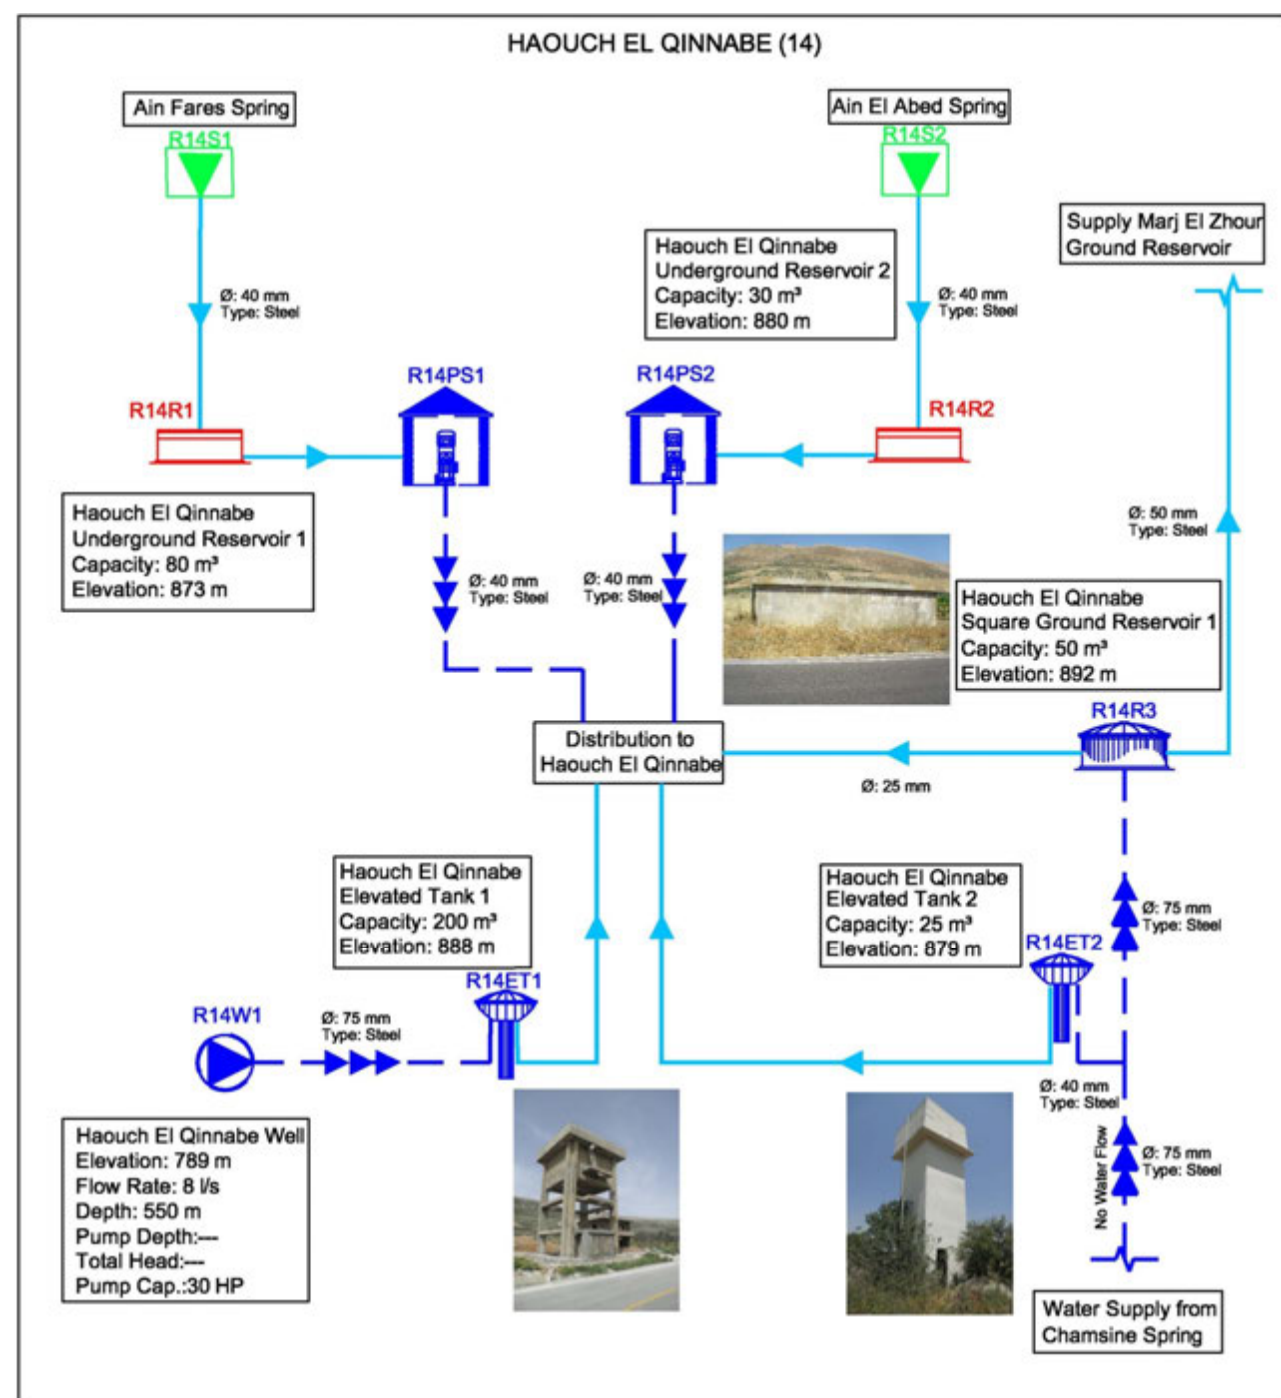 HAOUCH EL QINNABE (14)
Ain Fares Spring
R14S1
Ain El Abed Spring
R14S2
Supply Marj El Zhour
Ground Reservoir
Haouch El Qinnabe
Underground Reservoir 2
Capacity: 30 m³
Elevation: 880 m
Ø: 40 mm
Type: Steel
Ø: 40 mm
Type: Steel
R14PS1
R14PS2
R14R1
R14R2
Haouch El Qinnabe
Underground Reservoir 1
Capacity: 80 m³
Elevation: 873 m
Ø: 50 mm
Type: Steel
Ø: 40 mm
Type: Steel
Ø: 40 mm
Type: Steel
Haouch El Qinnabe
Square Ground Reservoir 1
Capacity: 50 m³
Elevation: 892 m
R14R3
Distribution to
Haouch El Qinnabe
Ø: 25 mm
Haouch El Qinnabe
Elevated Tank 1
Capacity: 200 m³
Elevation: 888 m
Haouch El Qinnabe
Elevated Tank 2
Capacity: 25 m³
Elevation: 879 m
Ø: 75 mm
Type: Steel
R14ET2
R14ET1
R14W1
Ø: 75 mm
Type: Steel
Ø: 40 mm
Type: Steel
Haouch El Qinnabe Well
Elevation: 789 m
Flow Rate: 8 l/s
Depth: 550 m
Pump Depth:---
Total Head:---
Pump Cap.:30 HP
No Water Flow
Ø: 75 mm
Type: Steel
Water Supply from
Chamsine Spring